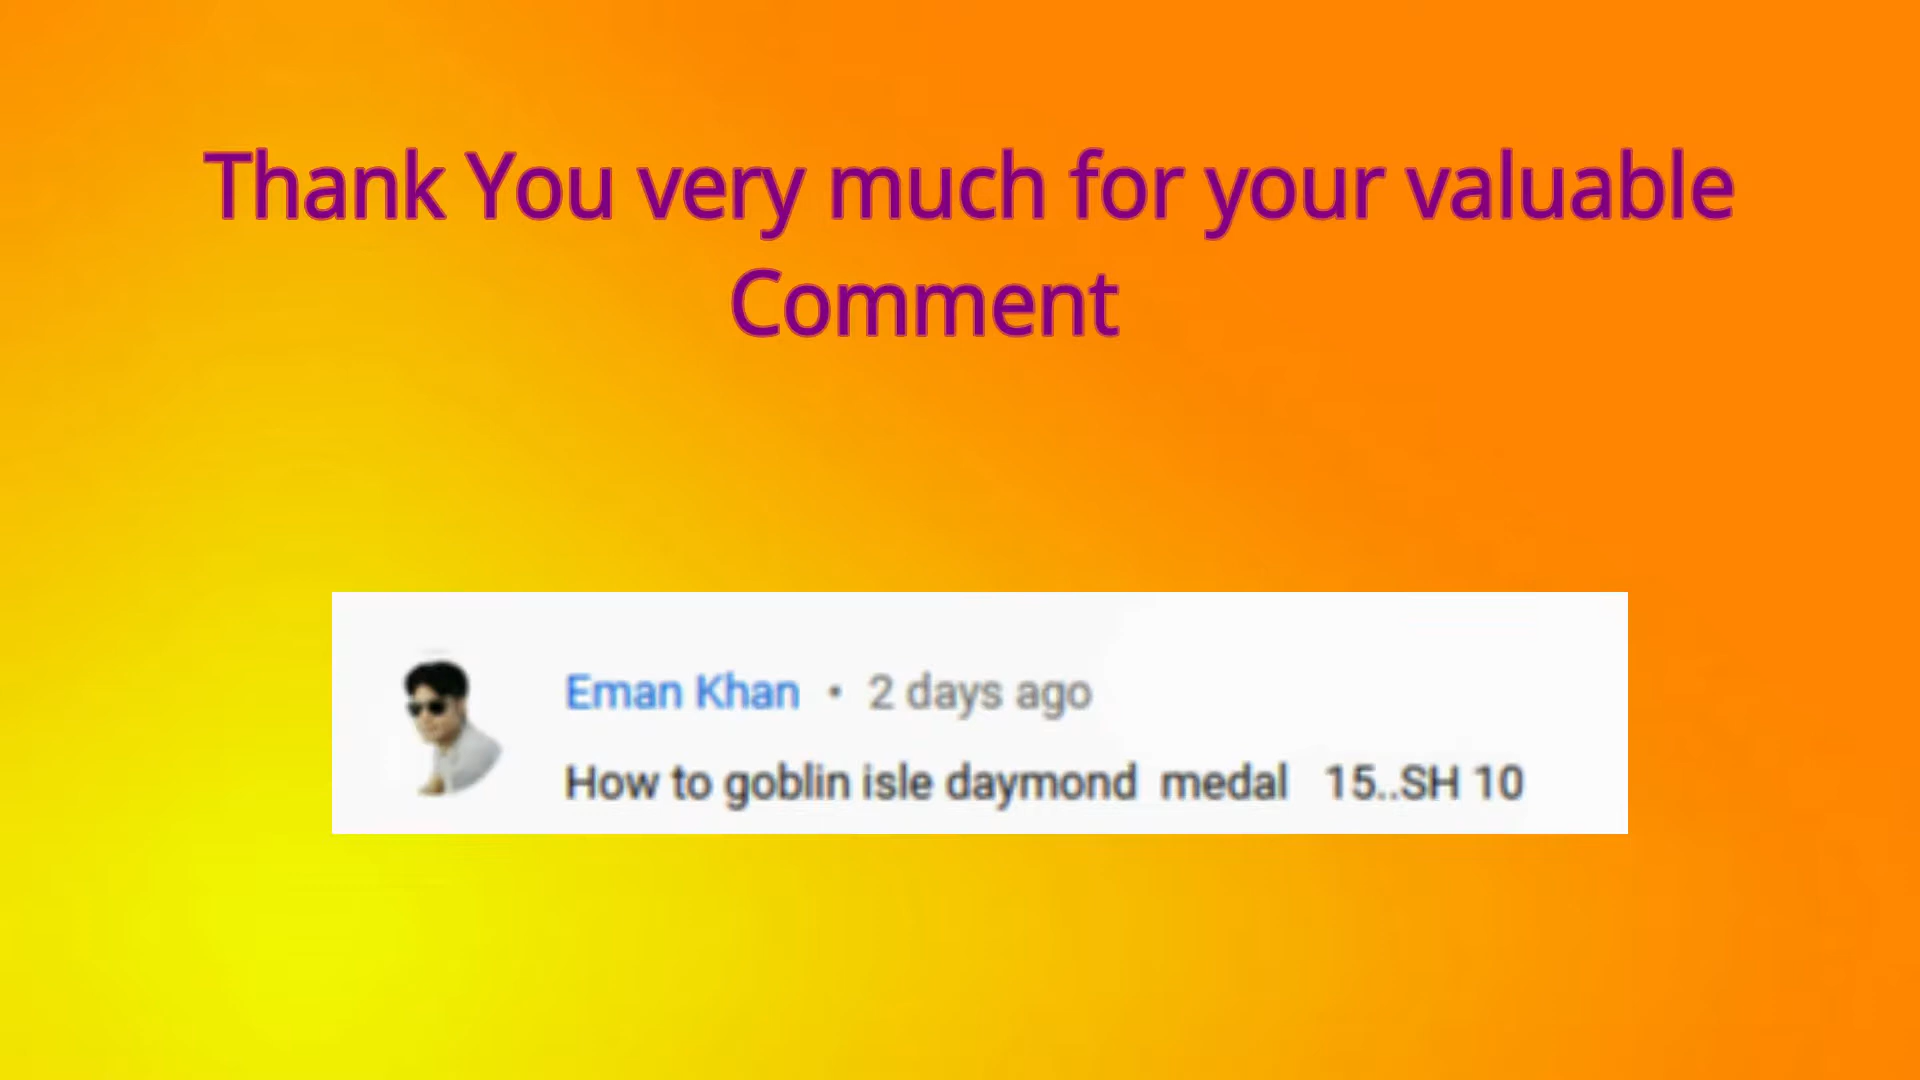 Thank You very much for your valuable
Comment
Eman Khan • 2 days ago
How to goblin isle daymond medal 15..SH 10